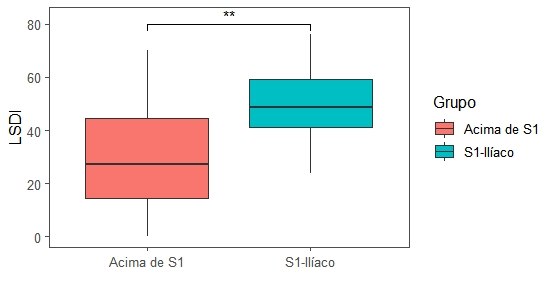 **
LSDI
80
60
40
20
0
Acima de S1
S1-Ilíaco
Grupo
Acima de S1
S1-Ilíaco